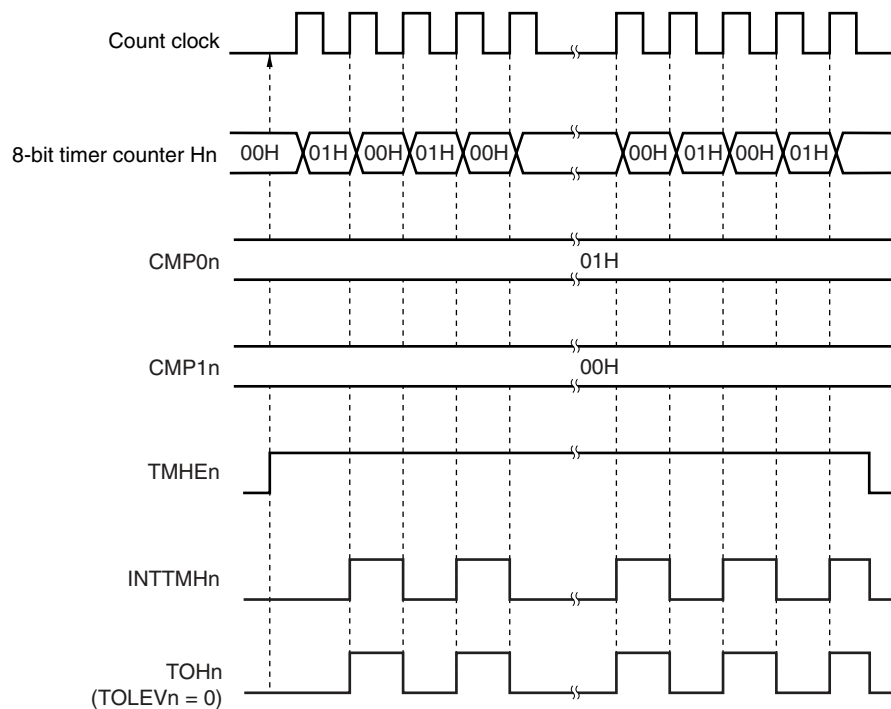 Count clock
8-bit timer counter Hn
00H 01H 00H 01H 00H 00H 01H 00H 01H
CMP0n
01H
CMP1n
00H
TMHEn
INTTMHn
TOHn
(TOLEVn = 0)